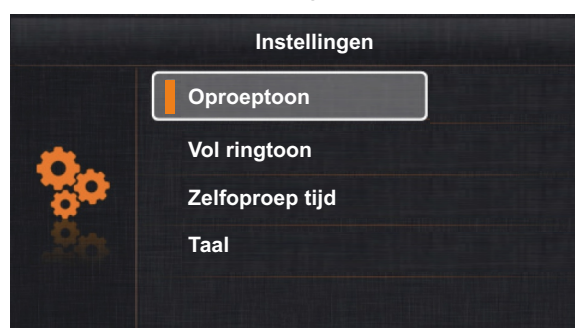 Instellingen
Oproeptoon
Vol ringtoon
Zelfoproep tijd
Taal